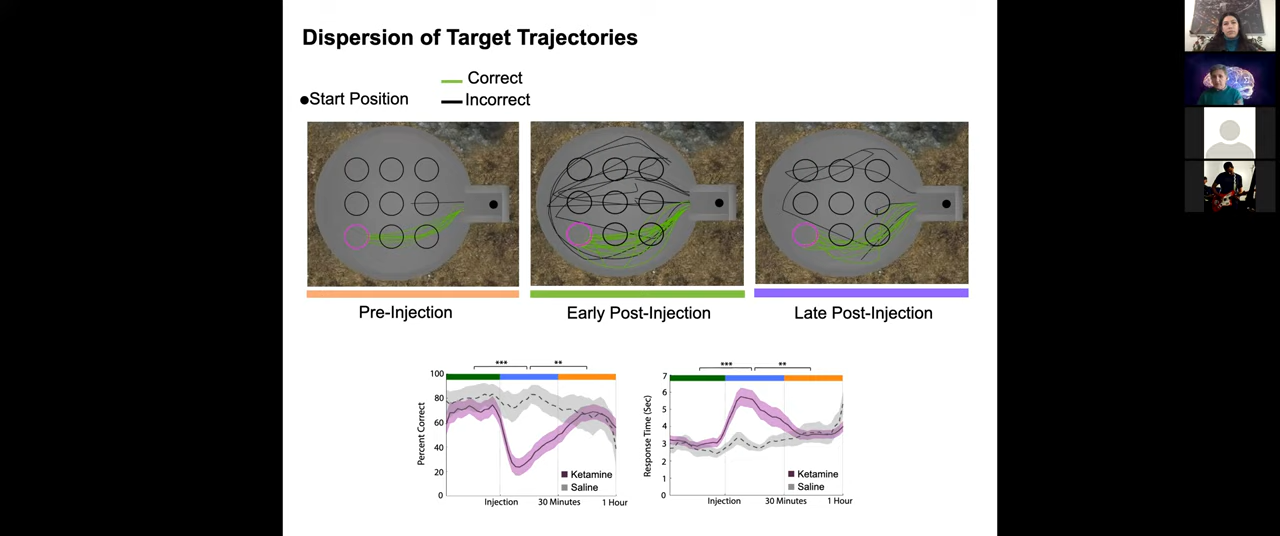 Dispersion of Target Trajectories
Correct
Start Position
Incorrect
Pre-Injection
Early Post-Injection
Late Post-Injection
*** **
100
80
60
40
20
0
Percent Correct
Ketamine
Saline
Injection 30 Minutes 1 Hour
*** **
7
6
5
4
3
2
1
0
Response Time (Sec)
Ketamine
Saline
Injection 30 Minutes 1 Hour